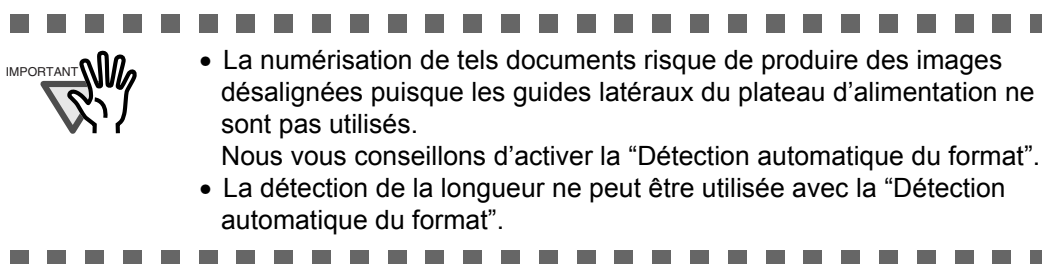 IMPORTANT
• La numérisation de tels documents risque de produire des images
désalignées puisque les guides latéraux du plateau d’alimentation ne
sont pas utilisés.
Nous vous conseillons d’activer la “Détection automatique du format”.
• La détection de la longueur ne peut être utilisée avec la “Détection
automatique du format”.